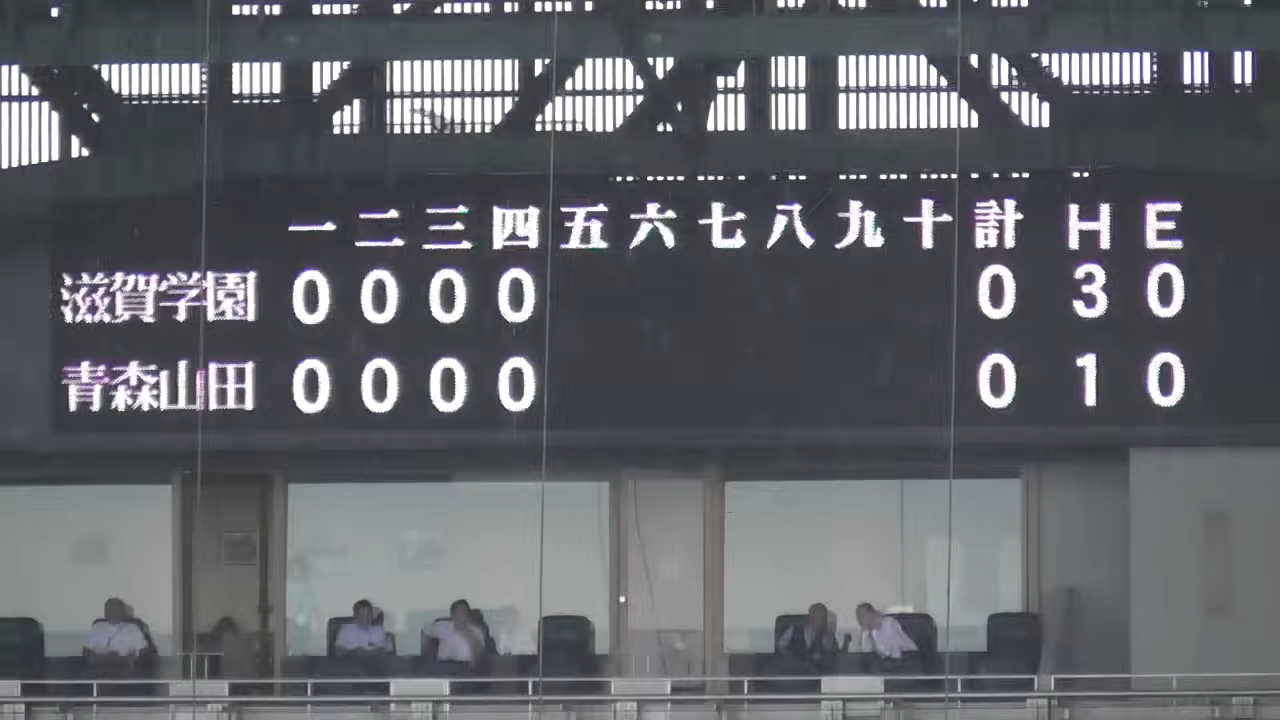 一 二 三 四 五 六 七 八 九 十 計 H E
滋賀学園 0 0 0 0 0 3 0
青森山田 0 0 0 0 0 1 0